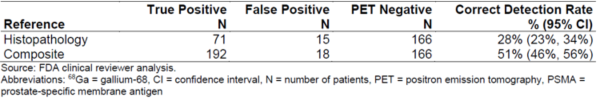 Reference True Positive N False Positive N PET Negative N Correct Detection Rate % (95% CI)
Histopathology 71 15 166 28% (23%, 34%)
Composite 192 18 166 51% (46%, 56%)
Source: FDA clinical reviewer analysis.
Abbreviations: ⁶⁸Ga = gallium-68, CI = confidence interval, N = number of patients, PET = positron emission tomography, PSMA =
prostate-specific membrane antigen